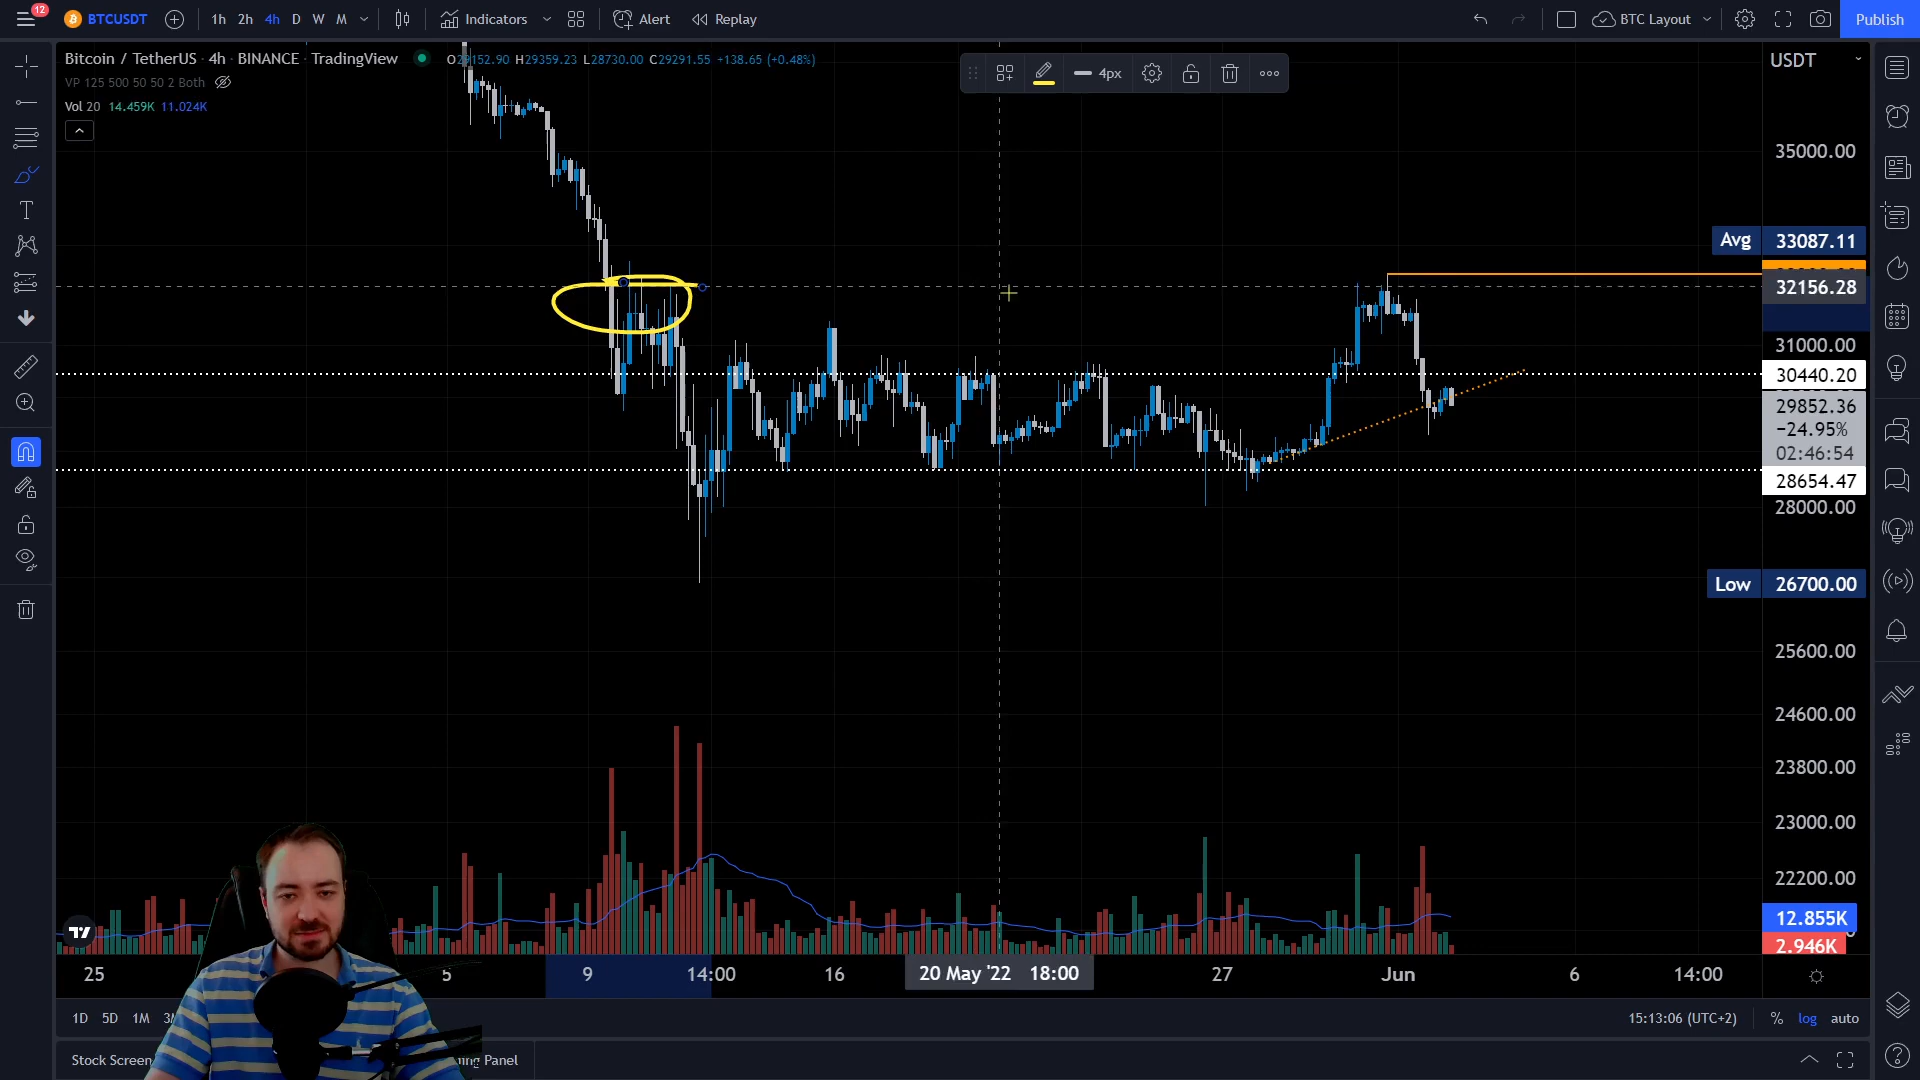 12 BTCUSDT 1h 2h 4h D W M Indicators Alert Replay BTC Layout Publish
Bitcoin / TetherUS · 4h · BINANCE · TradingView O29152.90 H29359.23 L28730.00 C29291.55 +138.65 (+0.48%)
4px
USDT
VP 125 500 50 50 2 Both
Vol 20 14.459K 11.024K
35000.00
Avg 33087.11
32156.28
31000.00
30440.20
29852.36
−24.95%
02:46:54
28654.47
28000.00
Low 26700.00
25600.00
24600.00
23800.00
23000.00
22200.00
12.855K
2.946K
25 5 9 14:00 16 20 May '22 18:00 27 Jun 6 14:00
1D 5D 1M 15:13:06 (UTC+2) % log auto
Stock Screen Panel